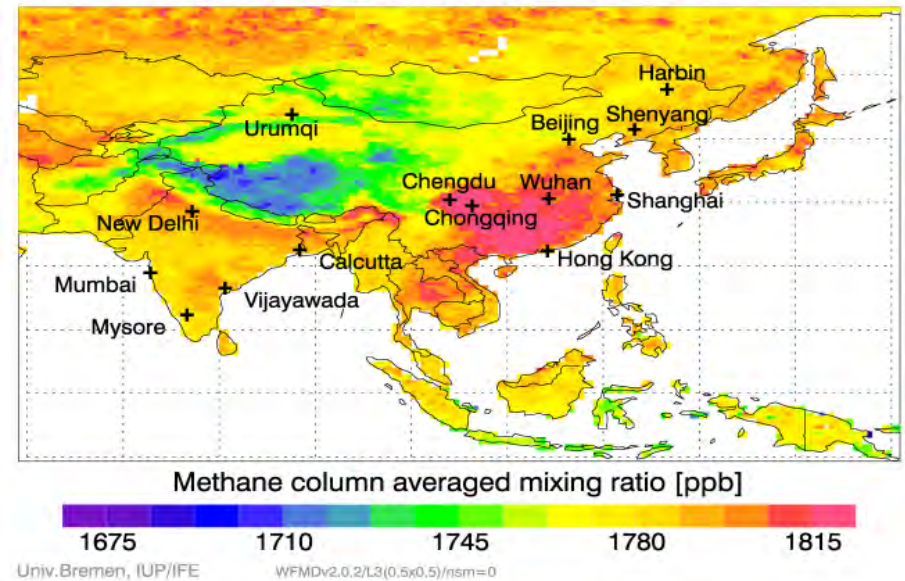 Harbin
Beijing Shenyang
Urumqi
Chengdu Wuhan
Shanghai
Chongqing
New Delhi
Calcutta Hong Kong
Mumbai
Vijayawada
Mysore
Methane column averaged mixing ratio [ppb]
1675 1710 1745 1780 1815
Univ.Bremen, IUP/IFE WFMDv2.0.2/L3(0.5x0.5)/nsm=0